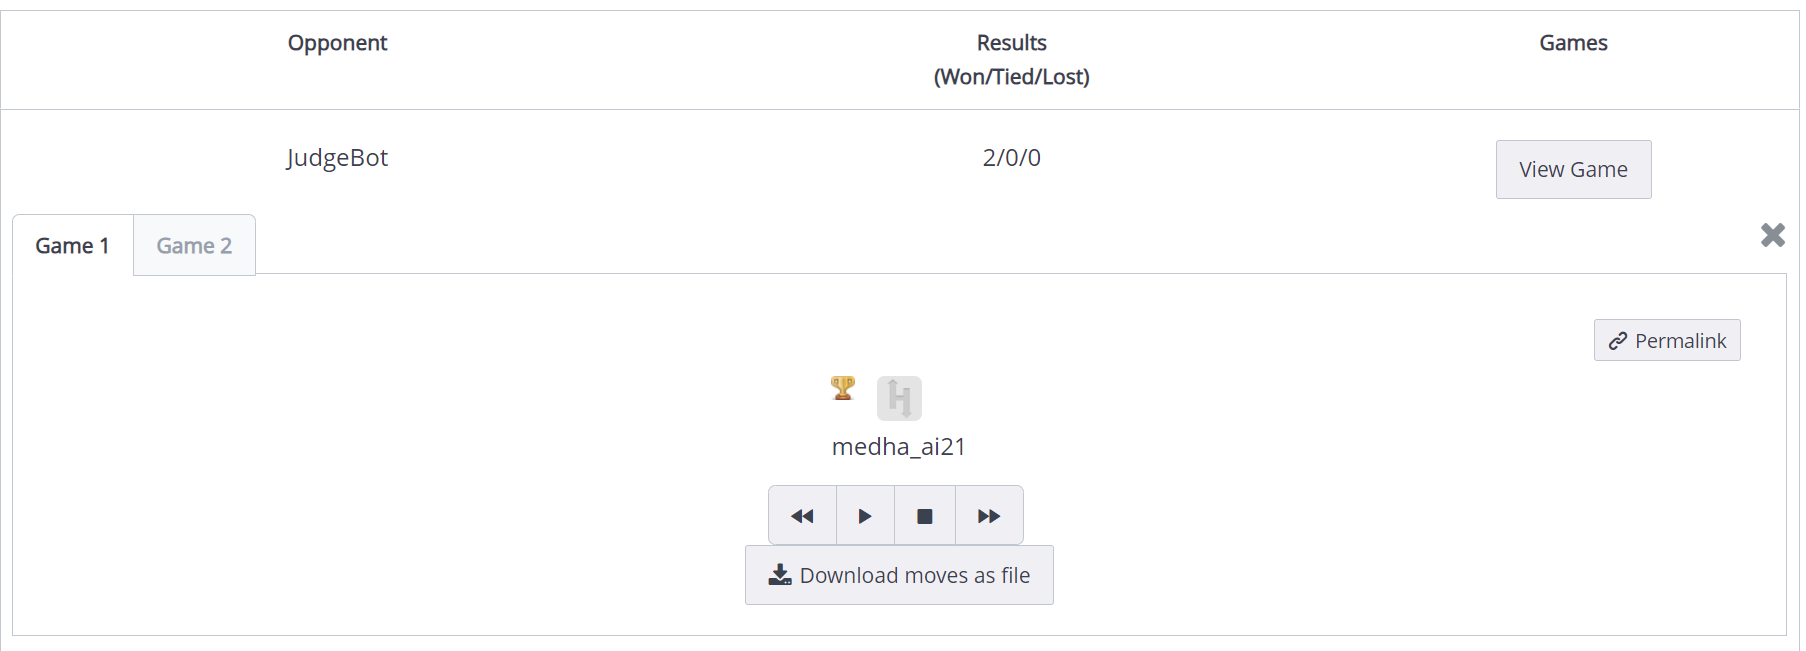 Opponent
Results
(Won/Tied/Lost)
Games
JudgeBot
2/0/0
View Game
Game 1
Game 2
Permalink
H
medha_ai21
Download moves as file